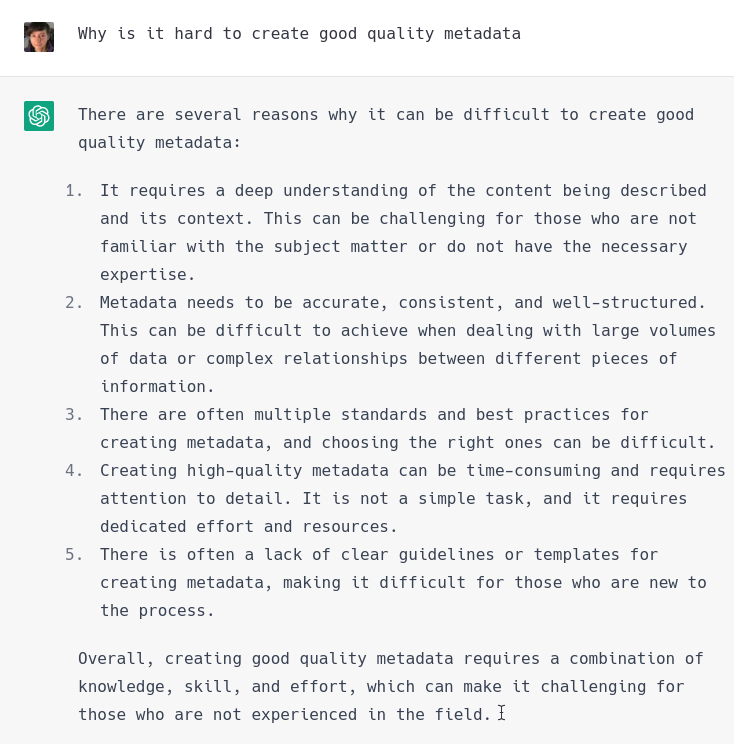 Why is it hard to create good quality metadata
There are several reasons why it can be difficult to create good
quality metadata:
1. It requires a deep understanding of the content being described
and its context. This can be challenging for those who are not
familiar with the subject matter or do not have the necessary
expertise.
2. Metadata needs to be accurate, consistent, and well-structured.
This can be difficult to achieve when dealing with large volumes
of data or complex relationships between different pieces of
information.
3. There are often multiple standards and best practices for
creating metadata, and choosing the right ones can be difficult.
4. Creating high-quality metadata can be time-consuming and requires
attention to detail. It is not a simple task, and it requires
dedicated effort and resources.
5. There is often a lack of clear guidelines or templates for
creating metadata, making it difficult for those who are new to
the process.
Overall, creating good quality metadata requires a combination of
knowledge, skill, and effort, which can make it challenging for
those who are not experienced in the field.